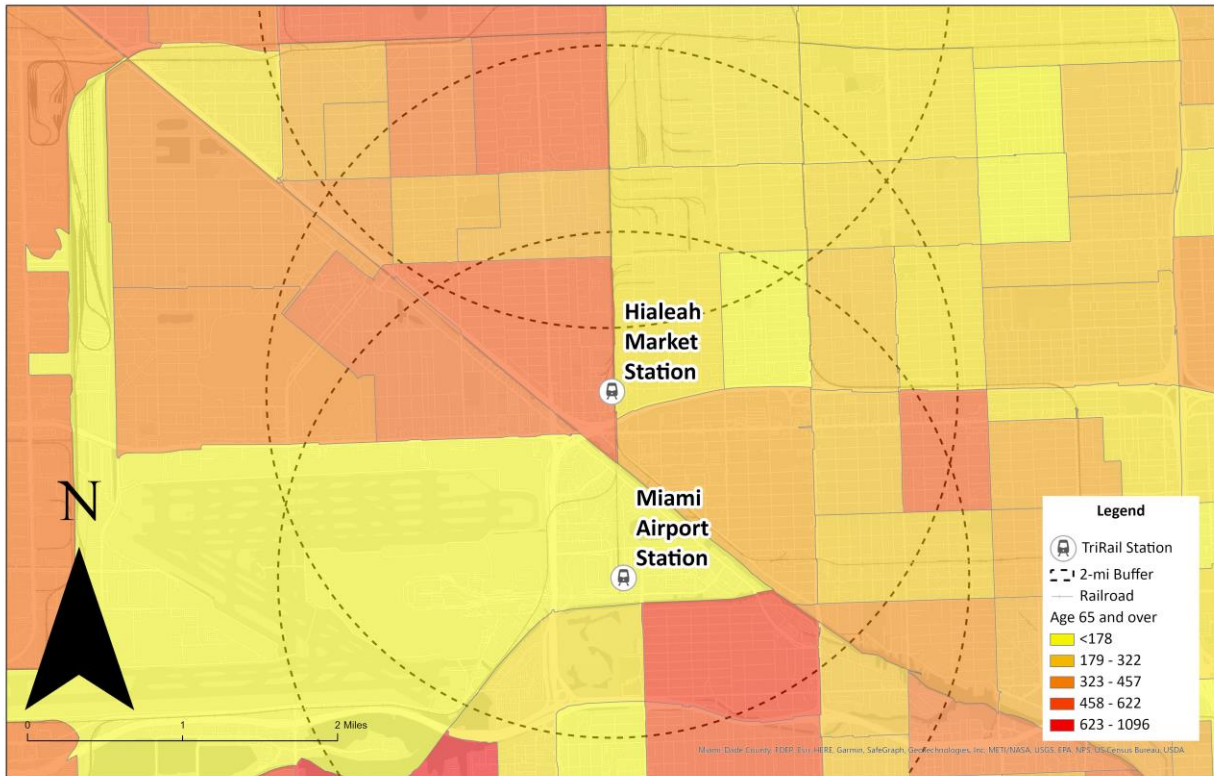 Hialeah
Market
Station
Miami
Airport
Station
N
0 1 2 Miles
Legend
TriRail Station
2-mi Buffer
Railroad
Age 65 and over
<178
179 - 322
323 - 457
458 - 622
623 - 1096
Miami-Dade County, FDEP, Esri, HERE, Garmin, SafeGraph, GeoTechnologies, Inc, METI/NASA, USGS, EPA, NPS, US Census Bureau, USDA